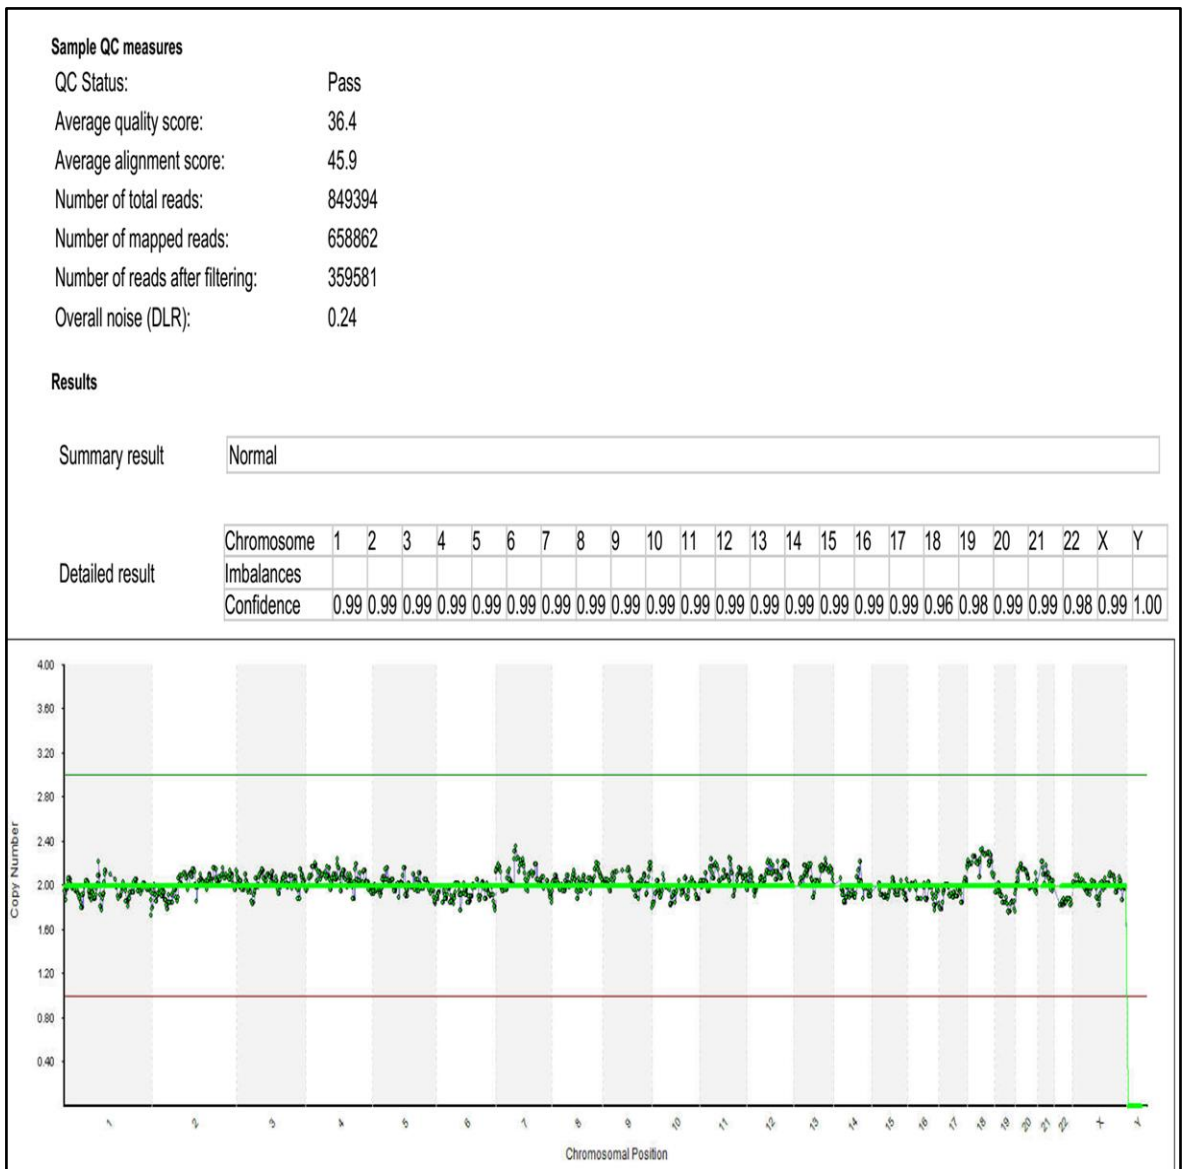 Sample QC measures
QC Status: Pass
Average quality score: 36.4
Average alignment score: 45.9
Number of total reads: 849394
Number of mapped reads: 658862
Number of reads after filtering: 359581
Overall noise (DLR): 0.24
Results
Summary result Normal
Chromosome 1 2 3 4 5 6 7 8 9 10 11 12 13 14 15 16 17 18 19 20 21 22 X Y
Detailed result Imbalances
Confidence 0.99 0.99 0.99 0.99 0.99 0.99 0.99 0.99 0.99 0.99 0.99 0.99 0.99 0.99 0.99 0.99 0.99 0.96 0.98 0.99 0.99 0.98 0.99 1.00
4.00
3.60
3.20
2.80
2.40
2.00
1.60
1.20
0.80
0.40
Copy Number
1 2 3 4 5 6 7 8 9 10 11 12 13 14 15 16 17 18 19 20 21 22 X Y
Chromosomal Position